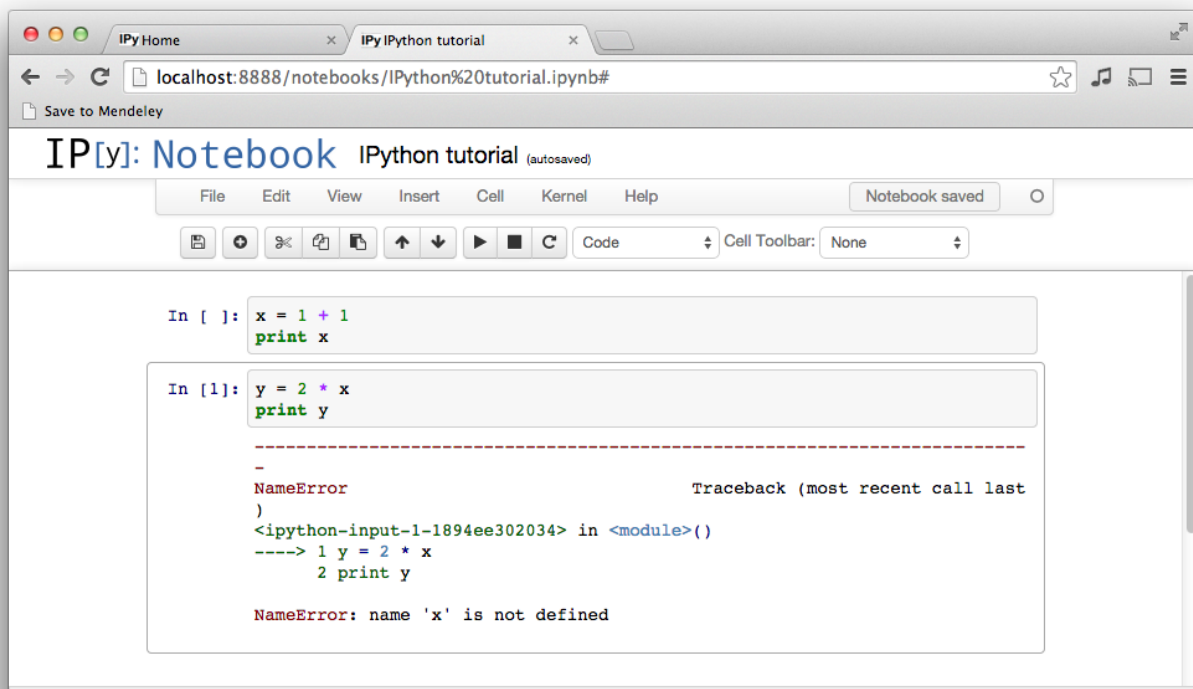 IPy Home × IPy IPython tutorial ×
localhost:8888/notebooks/IPython%20tutorial.ipynb#
Save to Mendeley
IP[y]: Notebook IPython tutorial (autosaved)
File Edit View Insert Cell Kernel Help Notebook saved
Code Cell Toolbar: None
In [ ]: x = 1 + 1
print x
In [1]: y = 2 * x
print y
--------------------------------------------------------------------------
-
NameError Traceback (most recent call last
)
<ipython-input-1-1894ee302034> in <module>()
----> 1 y = 2 * x
2 print y
NameError: name 'x' is not defined